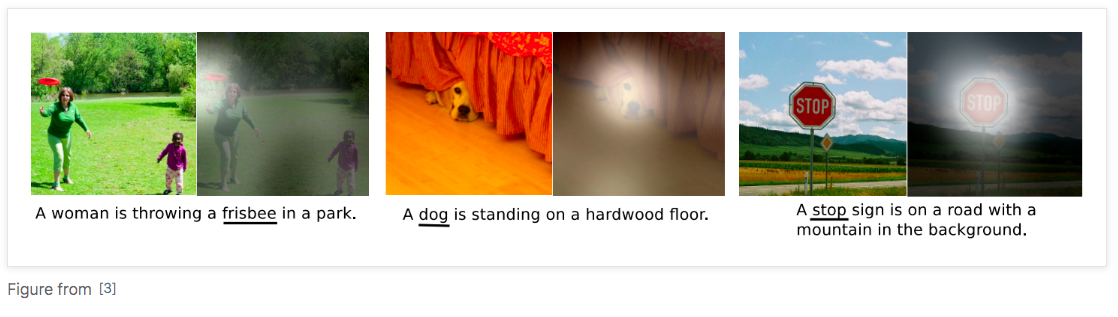 STOP
STOP
A woman is throwing a frisbee in a park.
A dog is standing on a hardwood floor.
A stop sign is on a road with a
mountain in the background.
Figure from [3]